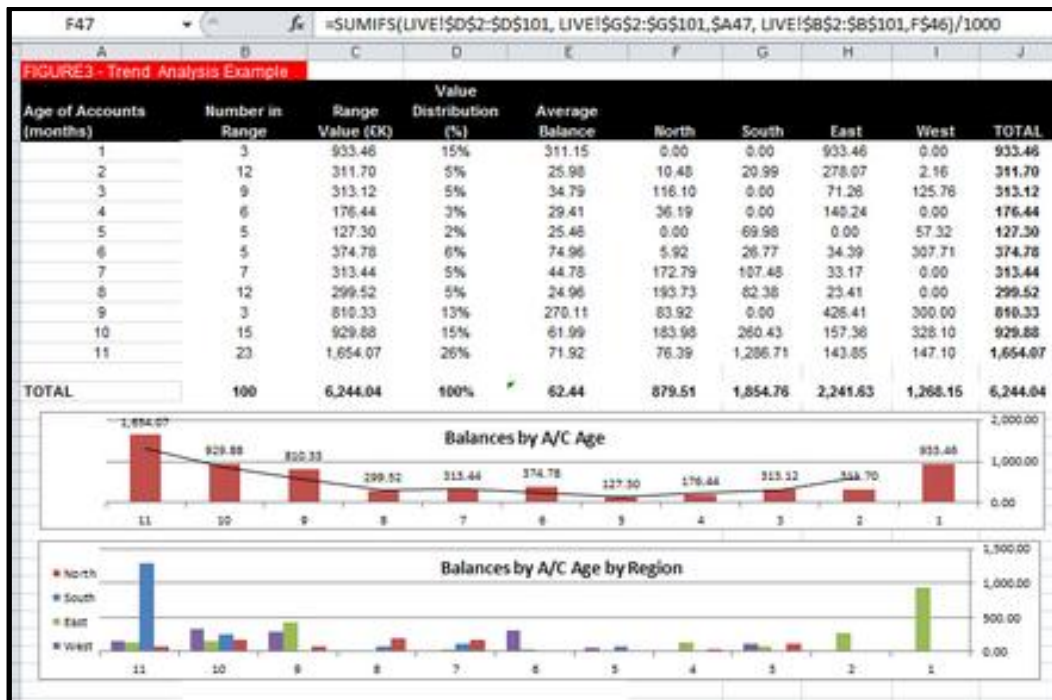 F47 fx =SUMIFS(LIVE!$D$2:$D$101, LIVE!$G$2:$G$101,$A47, LIVE!$B$2:$B$101,F$46)/1000
A B C D E F G H I J
FIGURE3 - Trend Analysis Example
Age of Accounts (months) Number in Range Range Value (£K) Value Distribution (%) Average Balance North South East West TOTAL
1 3 933.46 15% 311.15 0.00 0.00 933.46 0.00 933.46
2 12 311.70 5% 25.98 10.48 20.99 278.07 2.16 311.70
3 9 313.12 5% 34.79 116.10 0.00 71.26 125.76 313.12
4 6 176.44 3% 29.41 36.19 0.00 140.24 0.00 176.44
5 5 127.30 2% 25.46 0.00 69.98 0.00 57.32 127.30
6 5 374.78 6% 74.96 5.92 26.77 34.39 307.71 374.78
7 7 313.44 5% 44.78 172.79 107.48 33.17 0.00 313.44
8 12 299.52 5% 24.96 193.73 82.38 23.41 0.00 299.52
9 3 810.33 13% 270.11 83.92 0.00 426.41 300.00 810.33
10 15 929.88 15% 61.99 183.98 260.43 157.36 328.10 929.88
11 23 1,654.07 26% 71.92 76.39 1,286.71 143.85 147.10 1,654.07
TOTAL 100 6,244.04 100% 62.44 879.51 1,854.76 2,241.63 1,268.15 6,244.04
Balances by A/C Age
1,654.07 929.88 810.33 299.52 313.44 374.78 127.30 176.44 313.12 311.70 933.46
2,000.00
1,000.00
0.00
11 10 9 8 7 6 5 4 3 2 1
Balances by A/C Age by Region
North
South
East
West
1,500.00
1,000.00
500.00
0.00
11 10 9 8 7 6 5 4 3 2 1